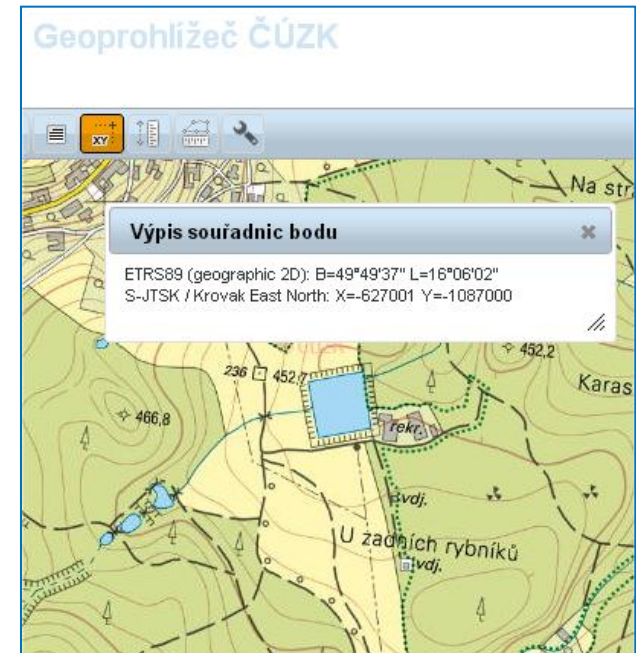 Geoprohlížeč ČÚZK
XY
Na str
Výpis souřadnic bodu
ETRS89 (geographic 2D): B=49°49'37" L=16°06'02"
S-JTSK / Krovak East North: X=-627001 Y=-1087000
ČÚZK
452,2
236 452,7
Karas
466,8
rekr.
vdj.
U zadních rybníků
vdj.